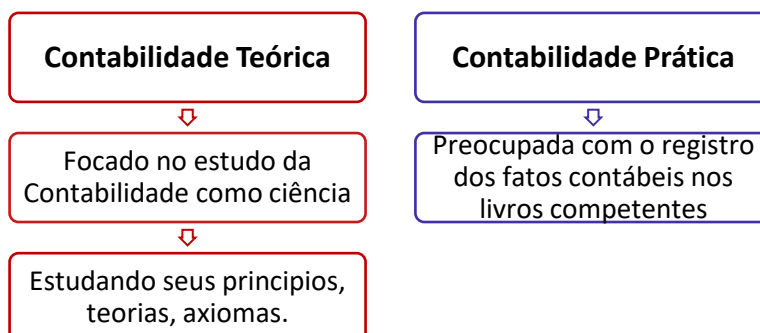 Contabilidade Teórica
Focado no estudo da
Contabilidade como ciência
Estudando seus principios,
teorias, axiomas.
Contabilidade Prática
Preocupada com o registro
dos fatos contábeis nos
livros competentes